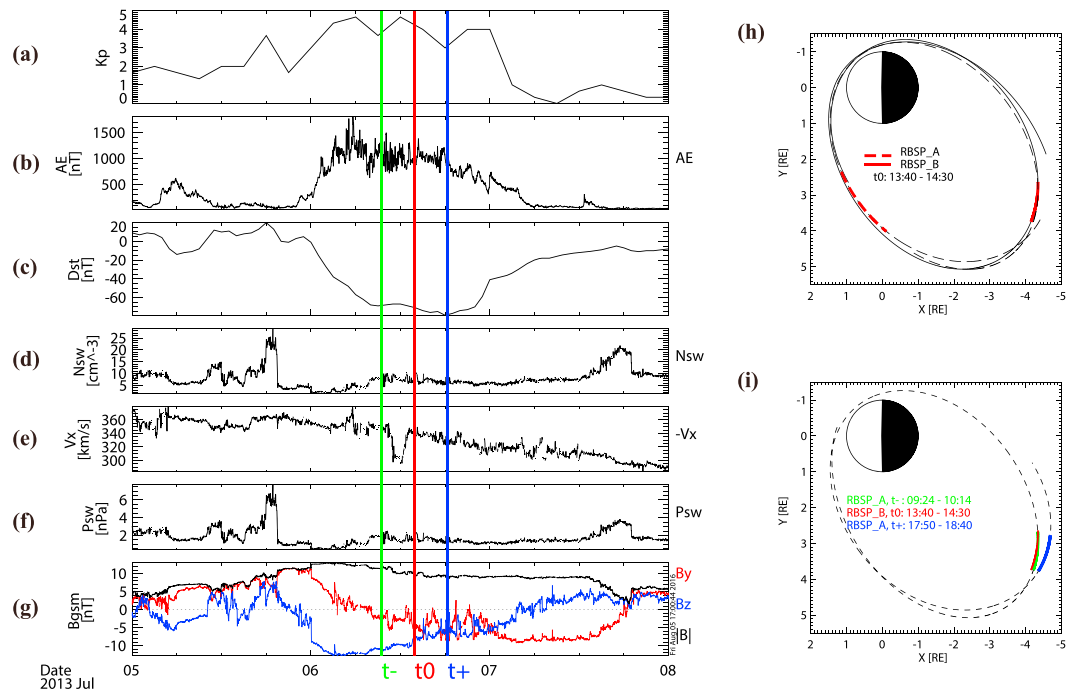 (a)
Kp
5
4
3
2
1
0
(b)
AE
[nT]
1500
1000
500
AE
(c)
Dst
[nT]
20
0
-20
-40
-60
(d)
Nsw
[cm^-3]
25
20
15
10
5
Nsw
(e)
Vx
[km/s]
360
340
320
300
-Vx
(f)
Psw
[nPa]
6
4
2
Psw
(g)
Bgsm
[nT]
10
5
0
-5
-10
By
Bz
|B|
05 06 07 08
Date
2013 Jul
t- t0 t+
(h)
-1
0
1
2
3
4
5
Y [RE]
RBSP_A
RBSP_B
t0: 13:40 - 14:30
2 1 0 -1 -2 -3 -4 -5
X [RE]
(i)
-1
0
1
2
3
4
5
Y [RE]
RBSP_A, t- : 09:24 - 10:14
RBSP_B, t0: 13:40 - 14:30
RBSP_A, t+: 17:50 - 18:40
2 1 0 -1 -2 -3 -4 -5
X [RE]